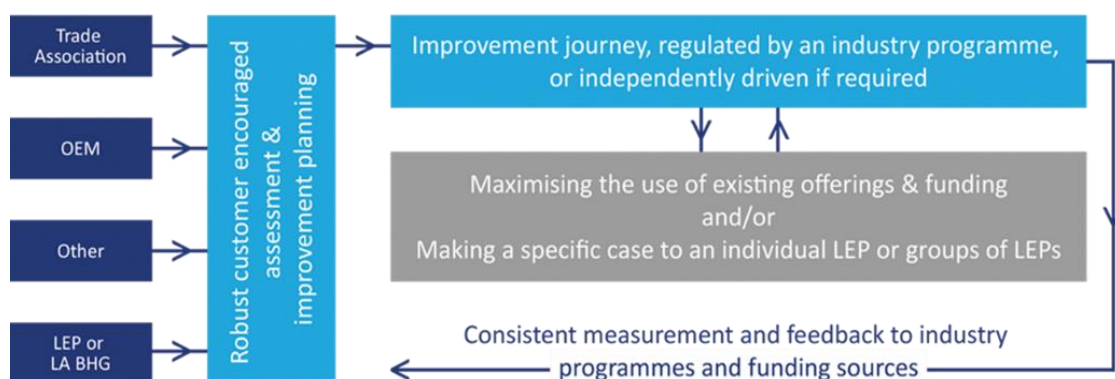 Trade
Association
OEM
Other
LEP or
LA BHG
Robust customer encouraged
assessment &
improvement planning
Improvement journey, regulated by an industry programme,
or independently driven if required
Maximising the use of existing offerings & funding
and/or
Making a specific case to an individual LEP or groups of LEPs
Consistent measurement and feedback to industry
programmes and funding sources